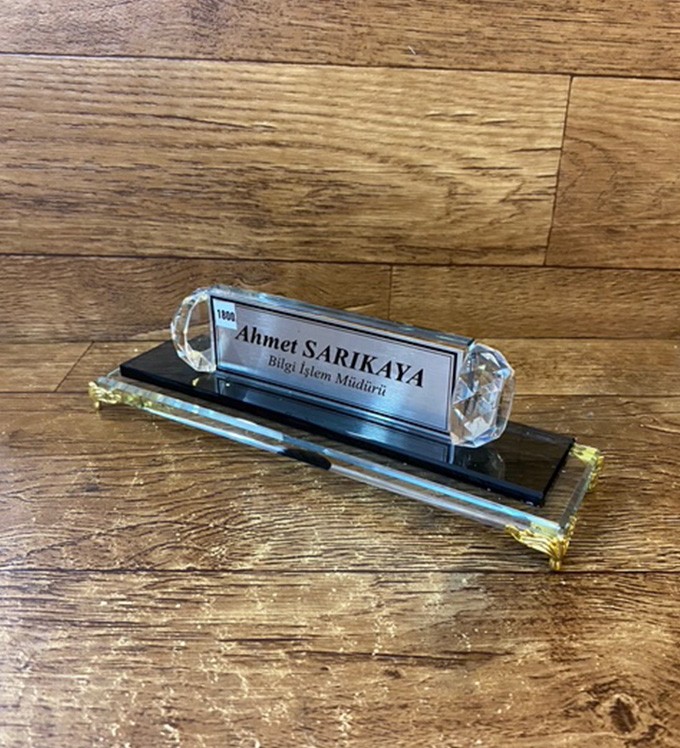 1800
Ahmet SARIKAYA
Bilgi İşlem Müdürü